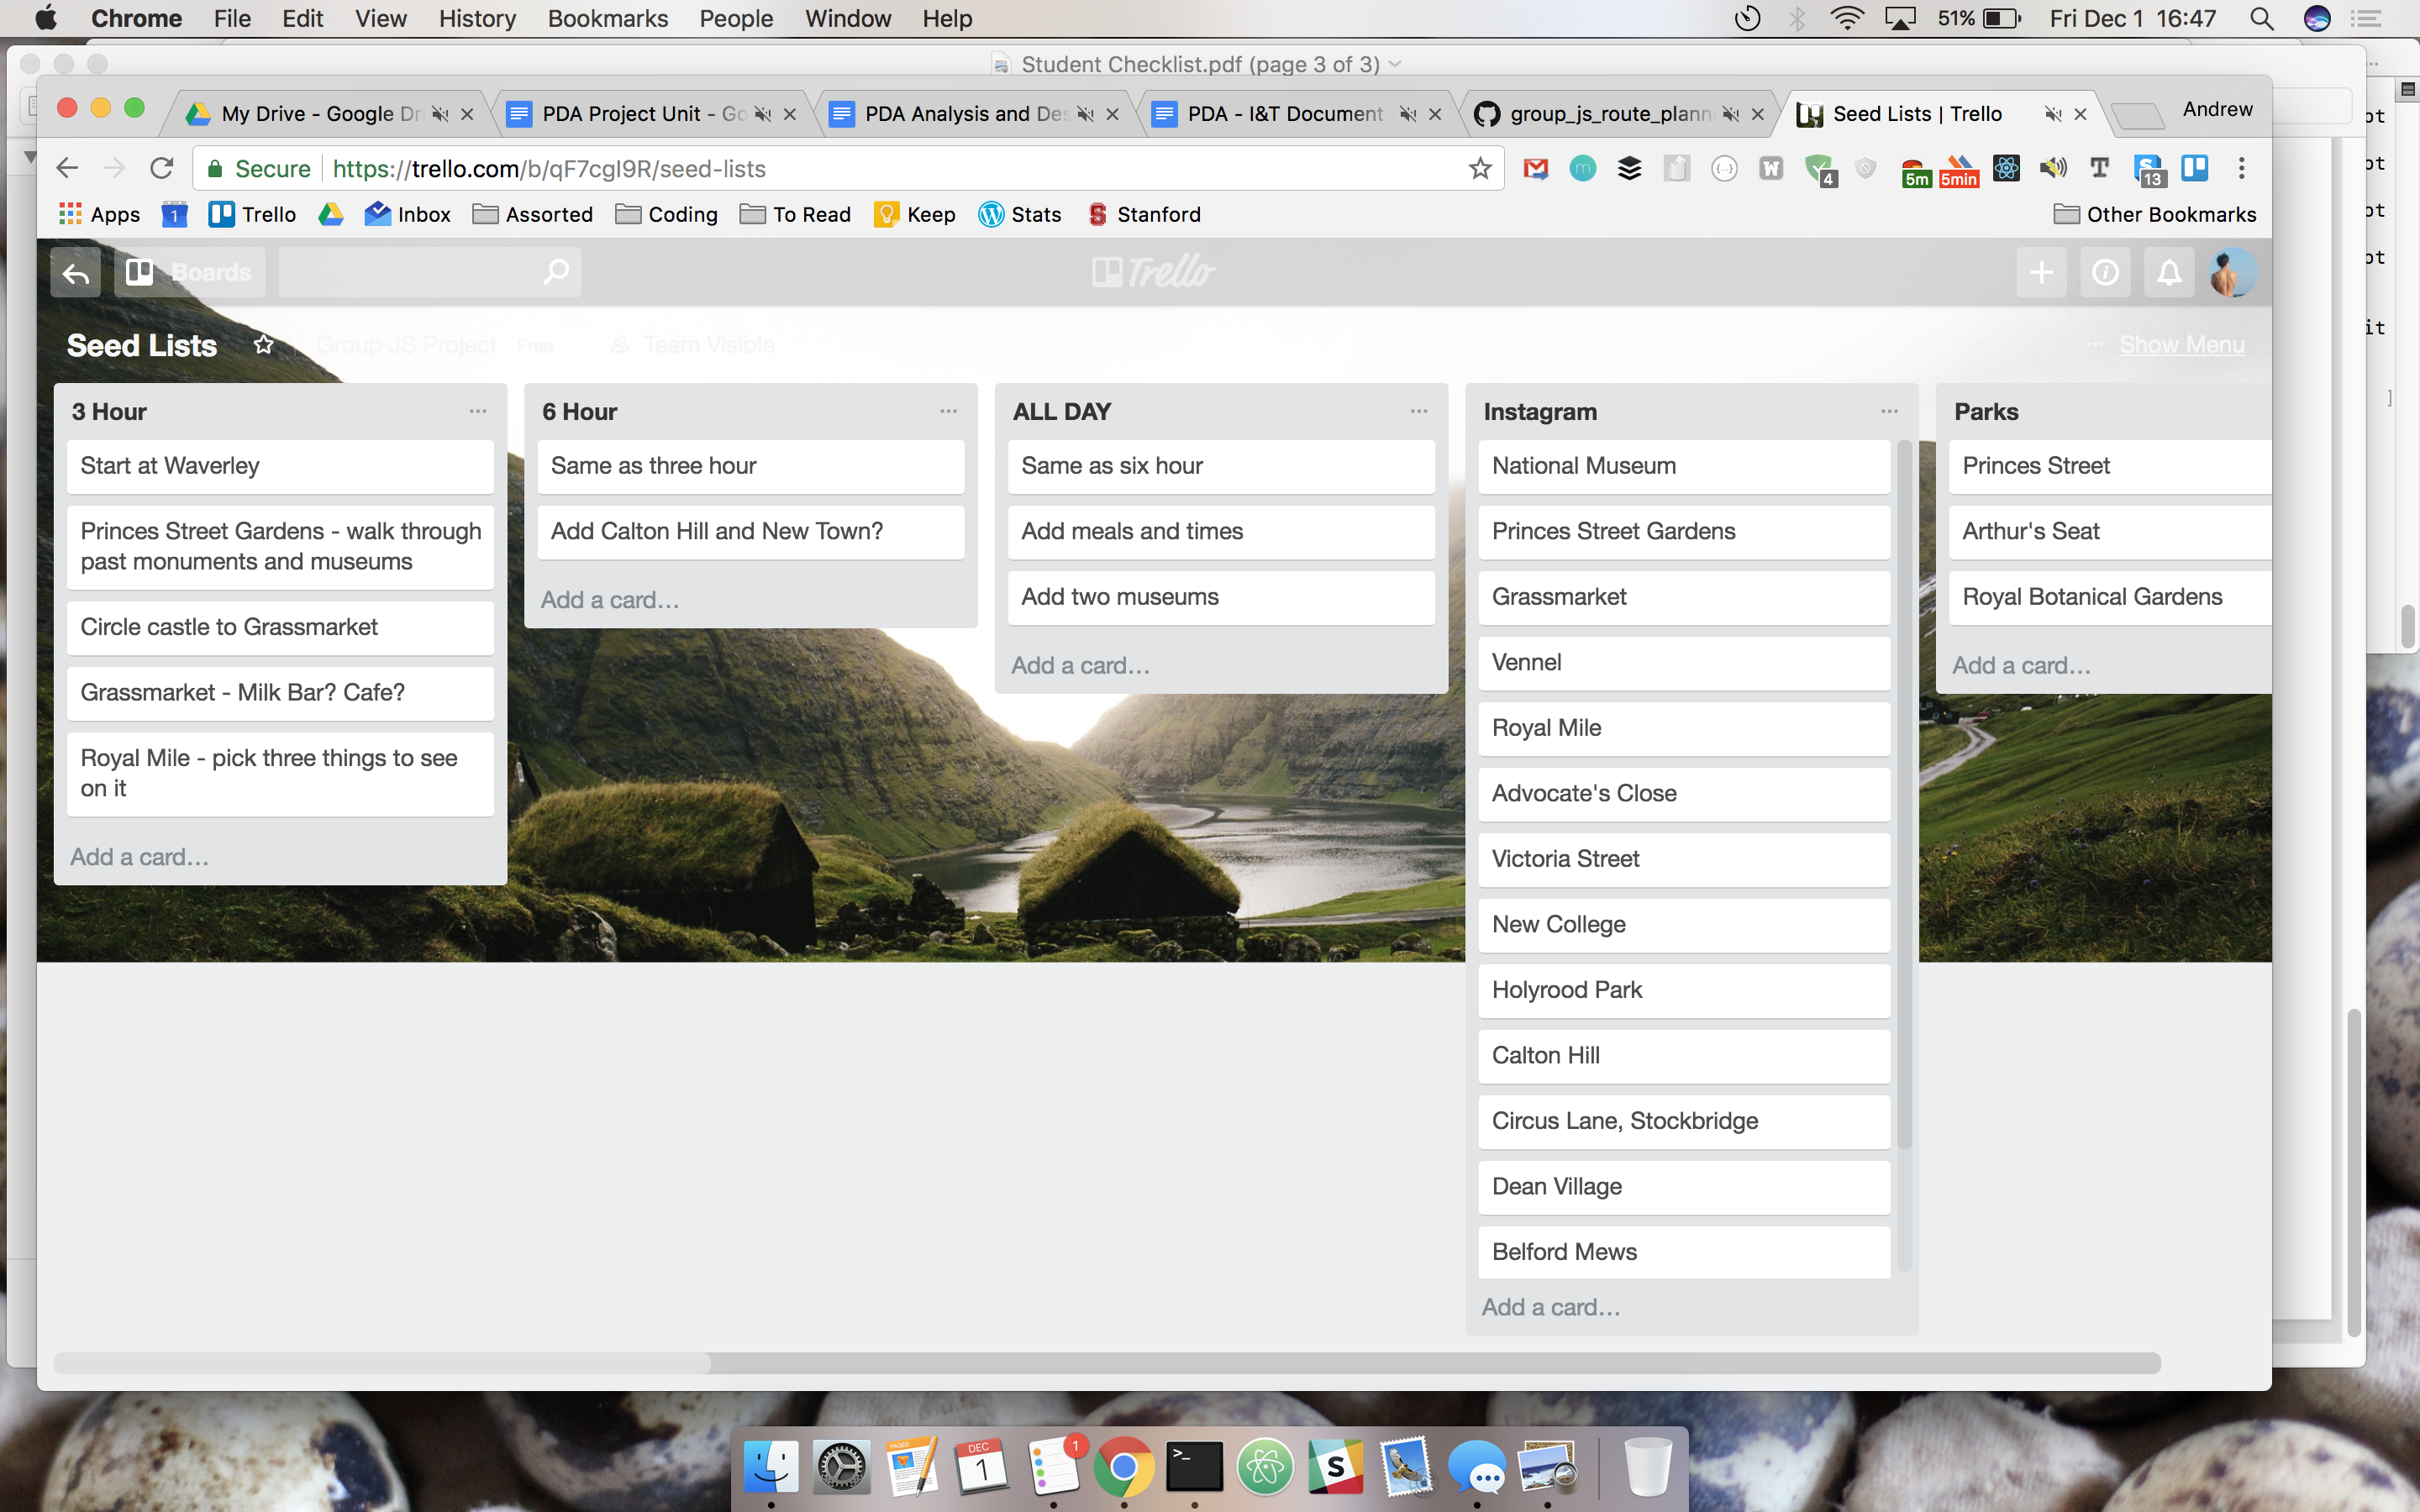 Chrome File Edit View History Bookmarks People Window Help 51% Fri Dec 1 16:47
Student Checklist.pdf (page 3 of 3)
My Drive - Google Dri PDA Project Unit - Go PDA Analysis and Des PDA - I&T Document group_js_route_plann Seed Lists | Trello Andrew
Secure https://trello.com/b/qF7cgI9R/seed-lists 4 5m 5min 13
Apps 1 Trello Inbox Assorted Coding To Read Keep Stats Stanford Other Bookmarks
Boards Trello
Seed Lists Group JS Project Free Team Visible Show Menu
3 Hour
Start at Waverley
Princes Street Gardens - walk through
past monuments and museums
Circle castle to Grassmarket
Grassmarket - Milk Bar? Cafe?
Royal Mile - pick three things to see
on it
Add a card…
6 Hour
Same as three hour
Add Calton Hill and New Town?
Add a card…
ALL DAY
Same as six hour
Add meals and times
Add two museums
Add a card…
Instagram
National Museum
Princes Street Gardens
Grassmarket
Vennel
Royal Mile
Advocate's Close
Victoria Street
New College
Holyrood Park
Calton Hill
Circus Lane, Stockbridge
Dean Village
Belford Mews
Add a card…
Parks
Princes Street
Arthur's Seat
Royal Botanical Gardens
Add a card…
ot
ot
ot
ot
it
]
PAGES DEC 1 1 S